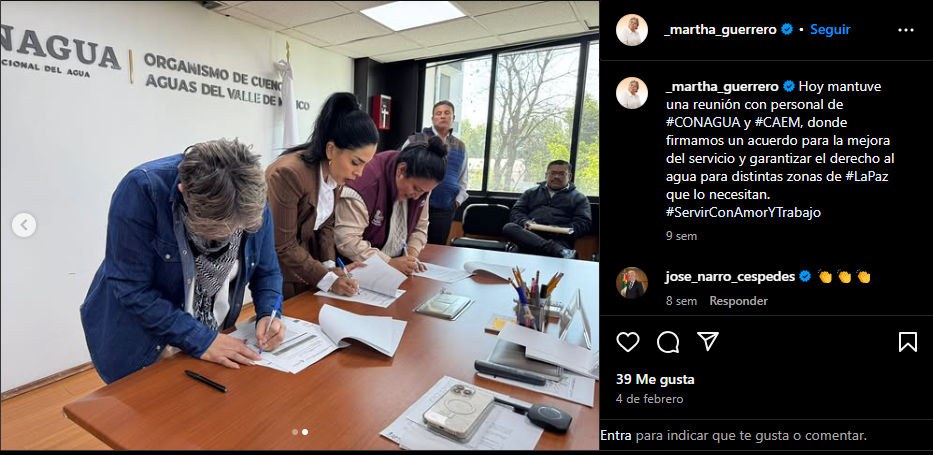 CONAGUA
CIONAL DEL AGUA
ORGANISMO DE CUENCA
AGUAS DEL VALLE DE MÉXICO
_martha_guerrero • Seguir
_martha_guerrero Hoy mantuve
una reunión con personal de
#CONAGUA y #CAEM, donde
firmamos un acuerdo para la mejora
del servicio y garantizar el derecho al
agua para distintas zonas de #LaPaz
que lo necesitan.
#ServirConAmorYTrabajo
9 sem
jose_narro_cespedes 👏👏👏
8 sem Responder
39 Me gusta
4 de febrero
Entra para indicar que te gusta o comentar.